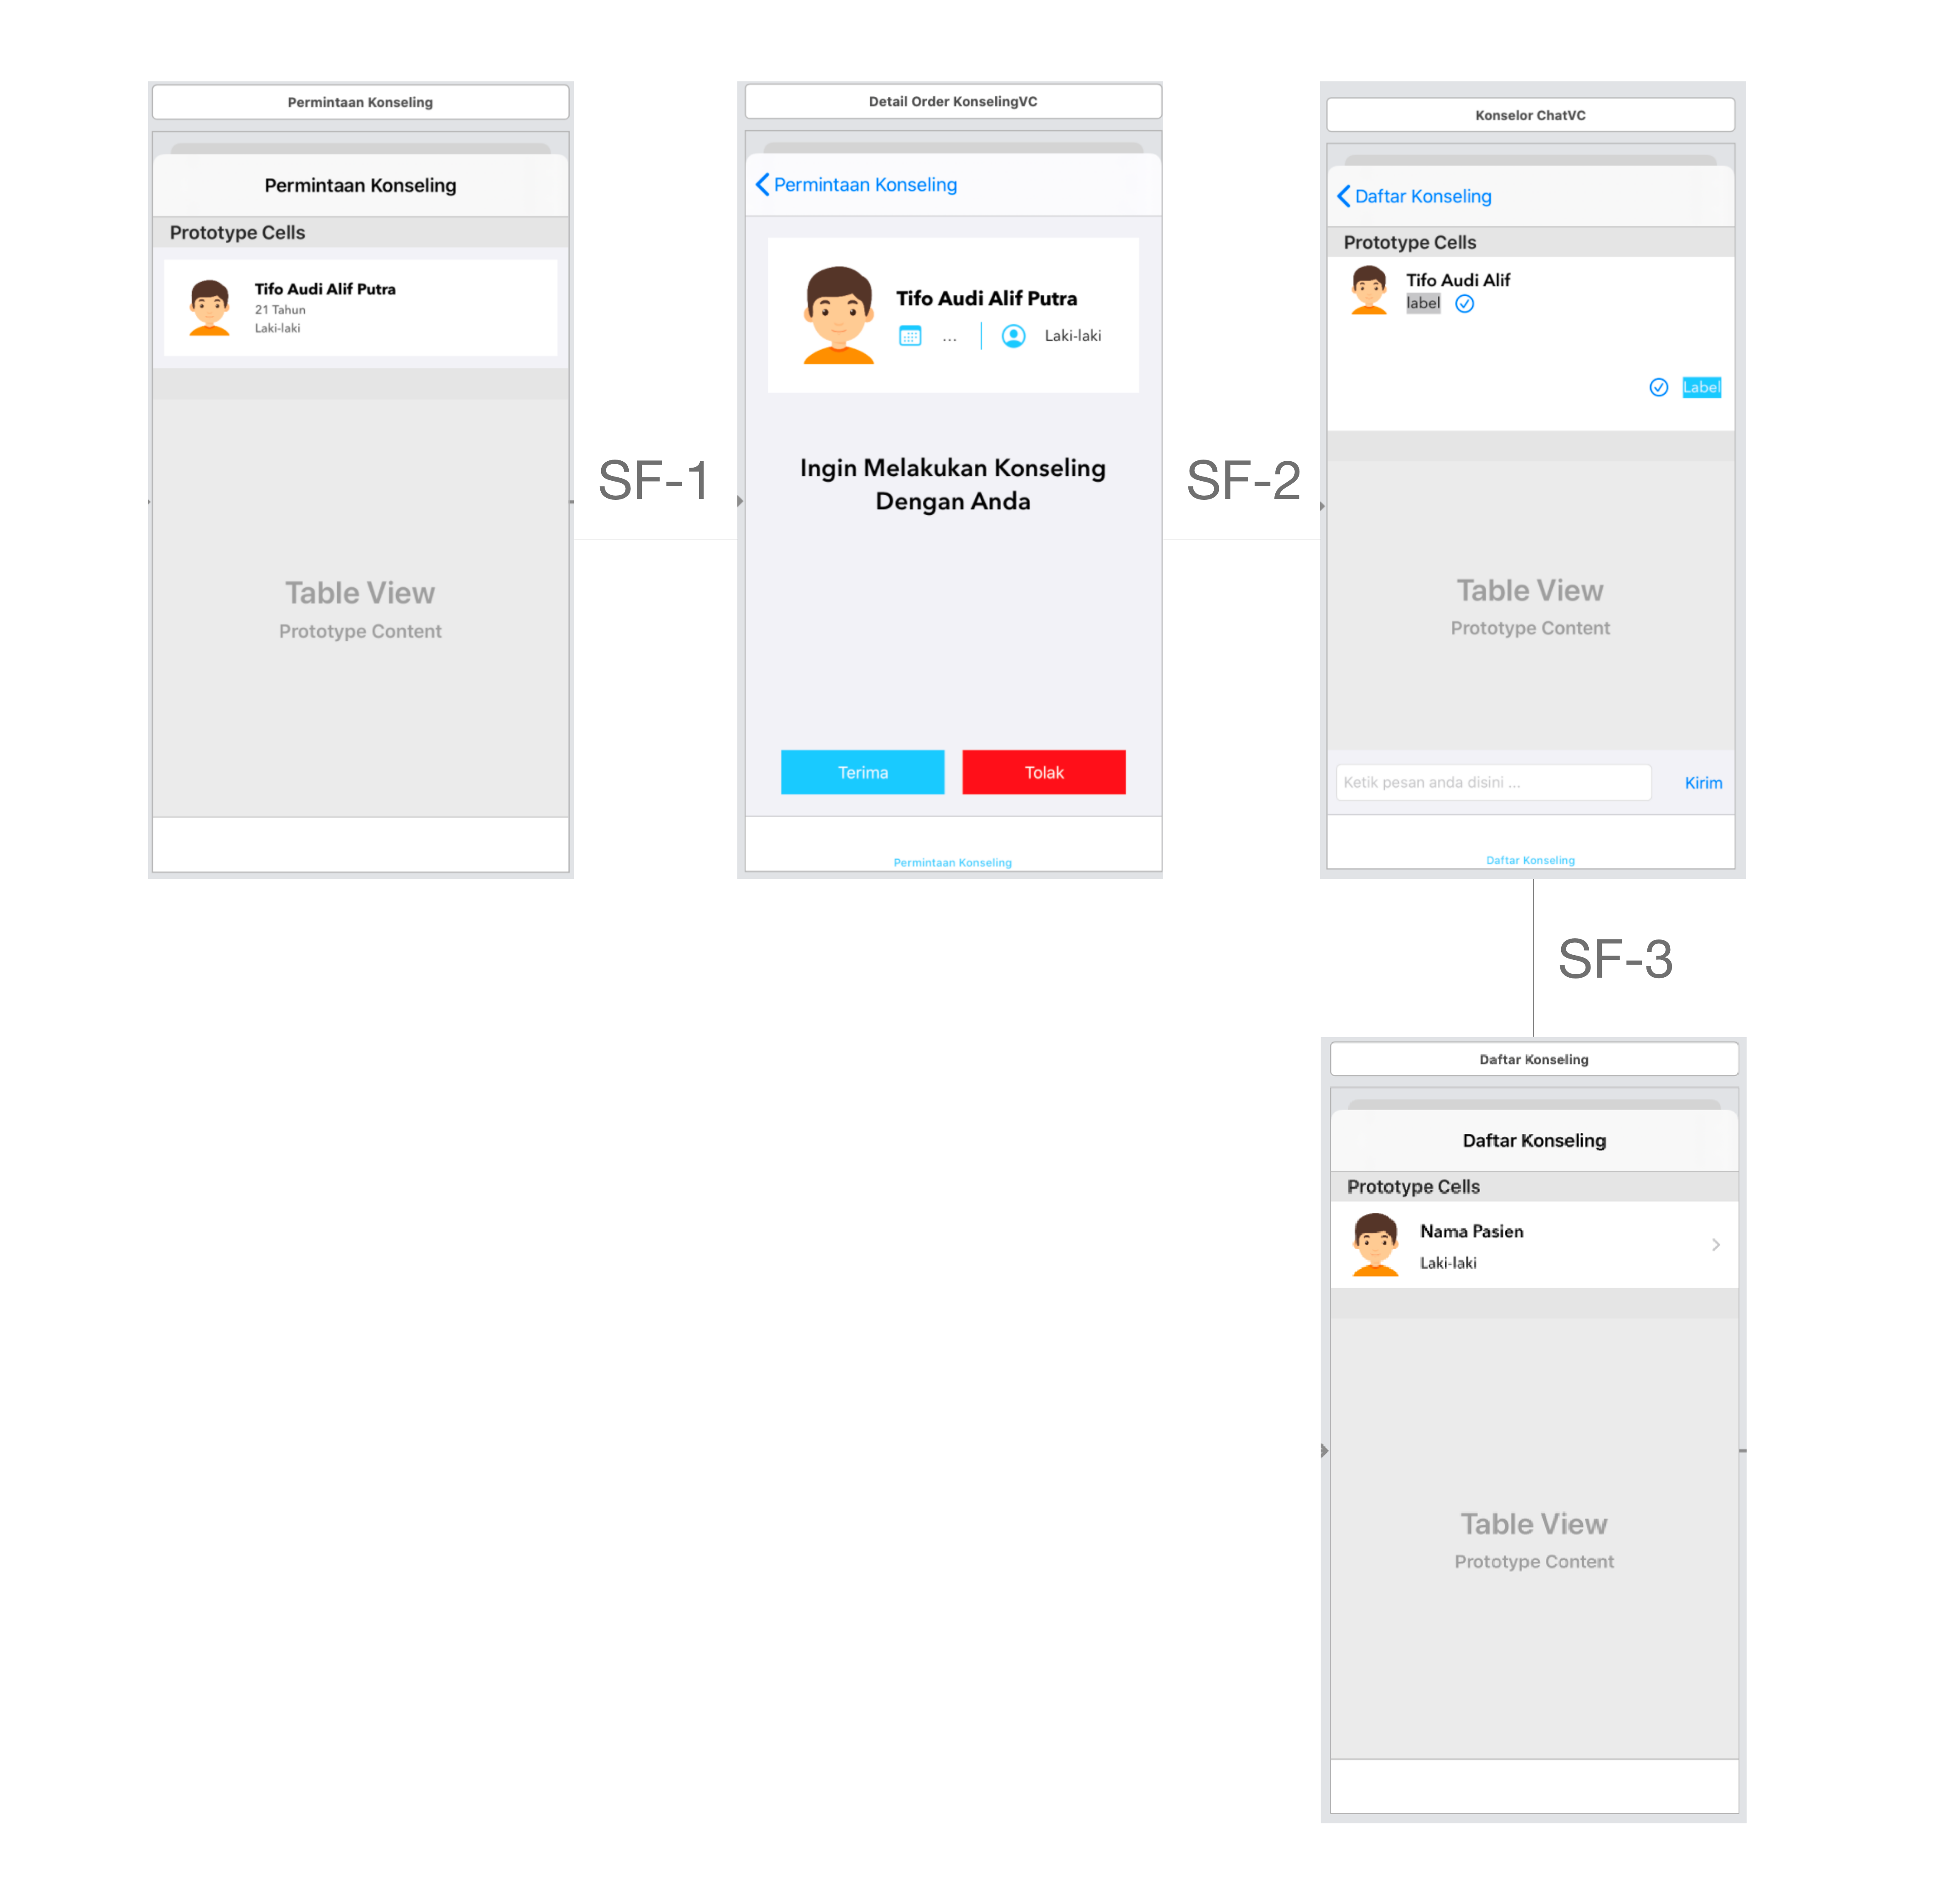 Permintaan Konseling
Permintaan Konseling
Prototype Cells
Tifo Audi Alif Putra
21 Tahun
Laki-laki
Table View
Prototype Content
SF-1
Detail Order KonselingVC
Permintaan Konseling
Tifo Audi Alif Putra
... Laki-laki
Ingin Melakukan Konseling
Dengan Anda
Terima Tolak
Permintaan Konseling
SF-2
Konselor ChatVC
Daftar Konseling
Prototype Cells
Tifo Audi Alif
label
Label
Table View
Prototype Content
Ketik pesan anda disini ... Kirim
Daftar Konseling
SF-3
Daftar Konseling
Daftar Konseling
Prototype Cells
Nama Pasien
Laki-laki
Table View
Prototype Content